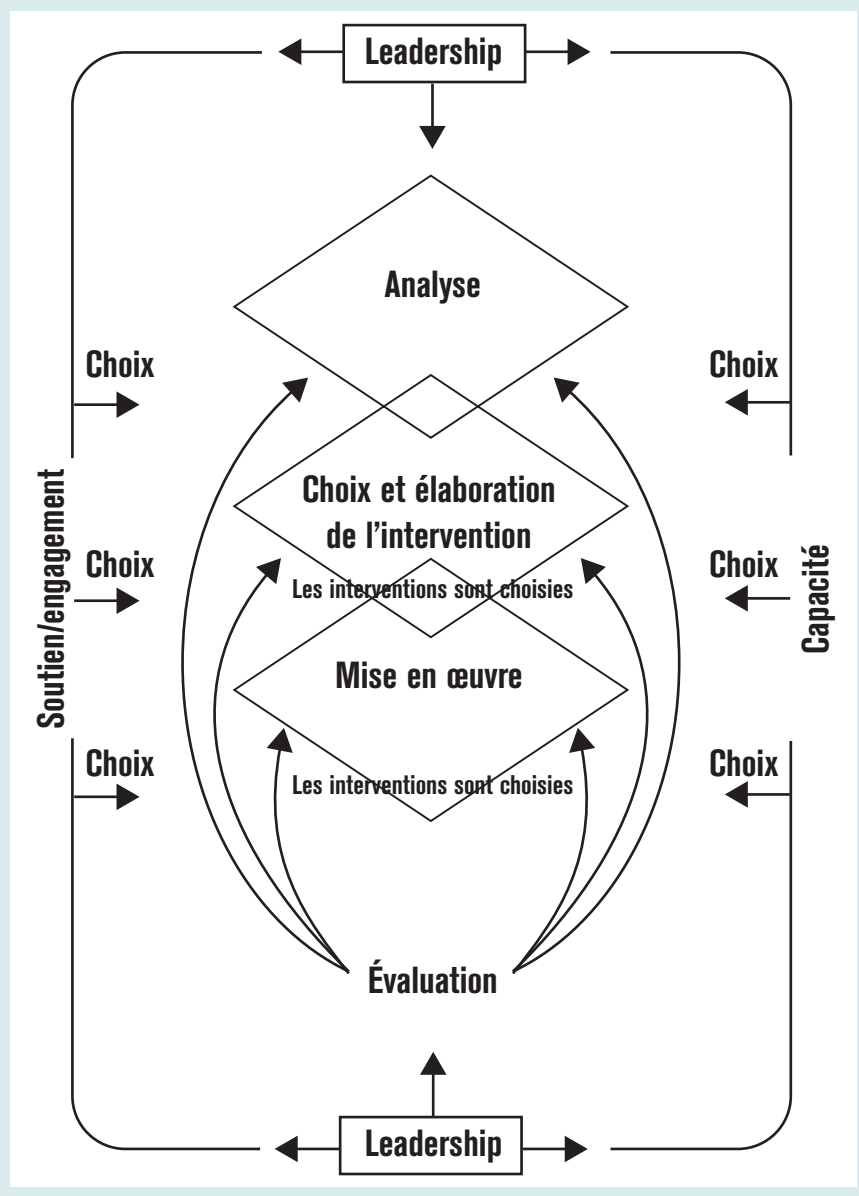 Leadership
Analyse
Choix
Choix
Choix et élaboration
de l'intervention
Soutien/engagement
Choix
Choix
Capacité
Les interventions sont choisies
Mise en œuvre
Choix
Choix
Les interventions sont choisies
Évaluation
Leadership